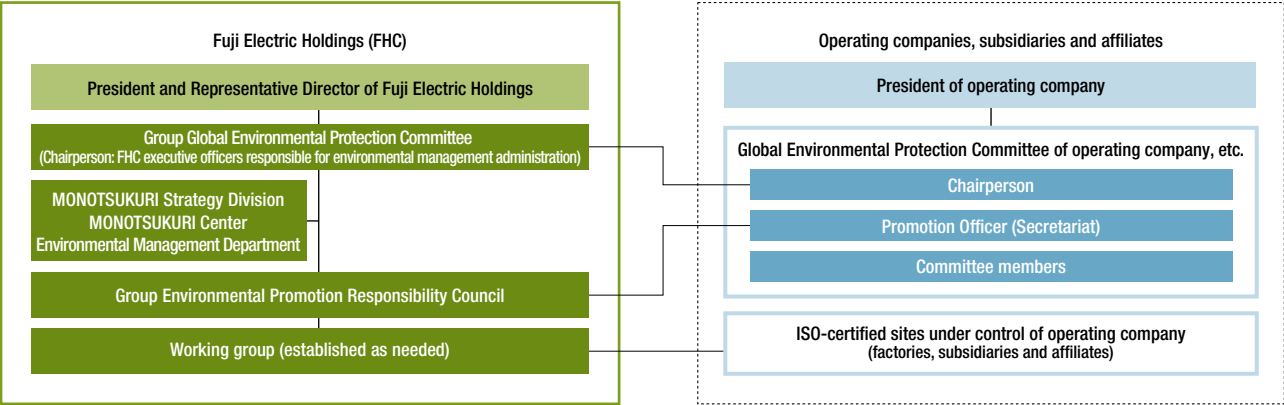 Fuji Electric Holdings (FHC)
President and Representative Director of Fuji Electric Holdings
Group Global Environmental Protection Committee
(Chairperson: FHC executive officers responsible for environmental management administration)
MONOTSUKURI Strategy Division
MONOTSUKURI Center
Environmental Management Department
Group Environmental Promotion Responsibility Council
Working group (established as needed)
Operating companies, subsidiaries and affiliates
President of operating company
Global Environmental Protection Committee of operating company, etc.
Chairperson
Promotion Officer (Secretariat)
Committee members
ISO-certified sites under control of operating company
(factories, subsidiaries and affiliates)